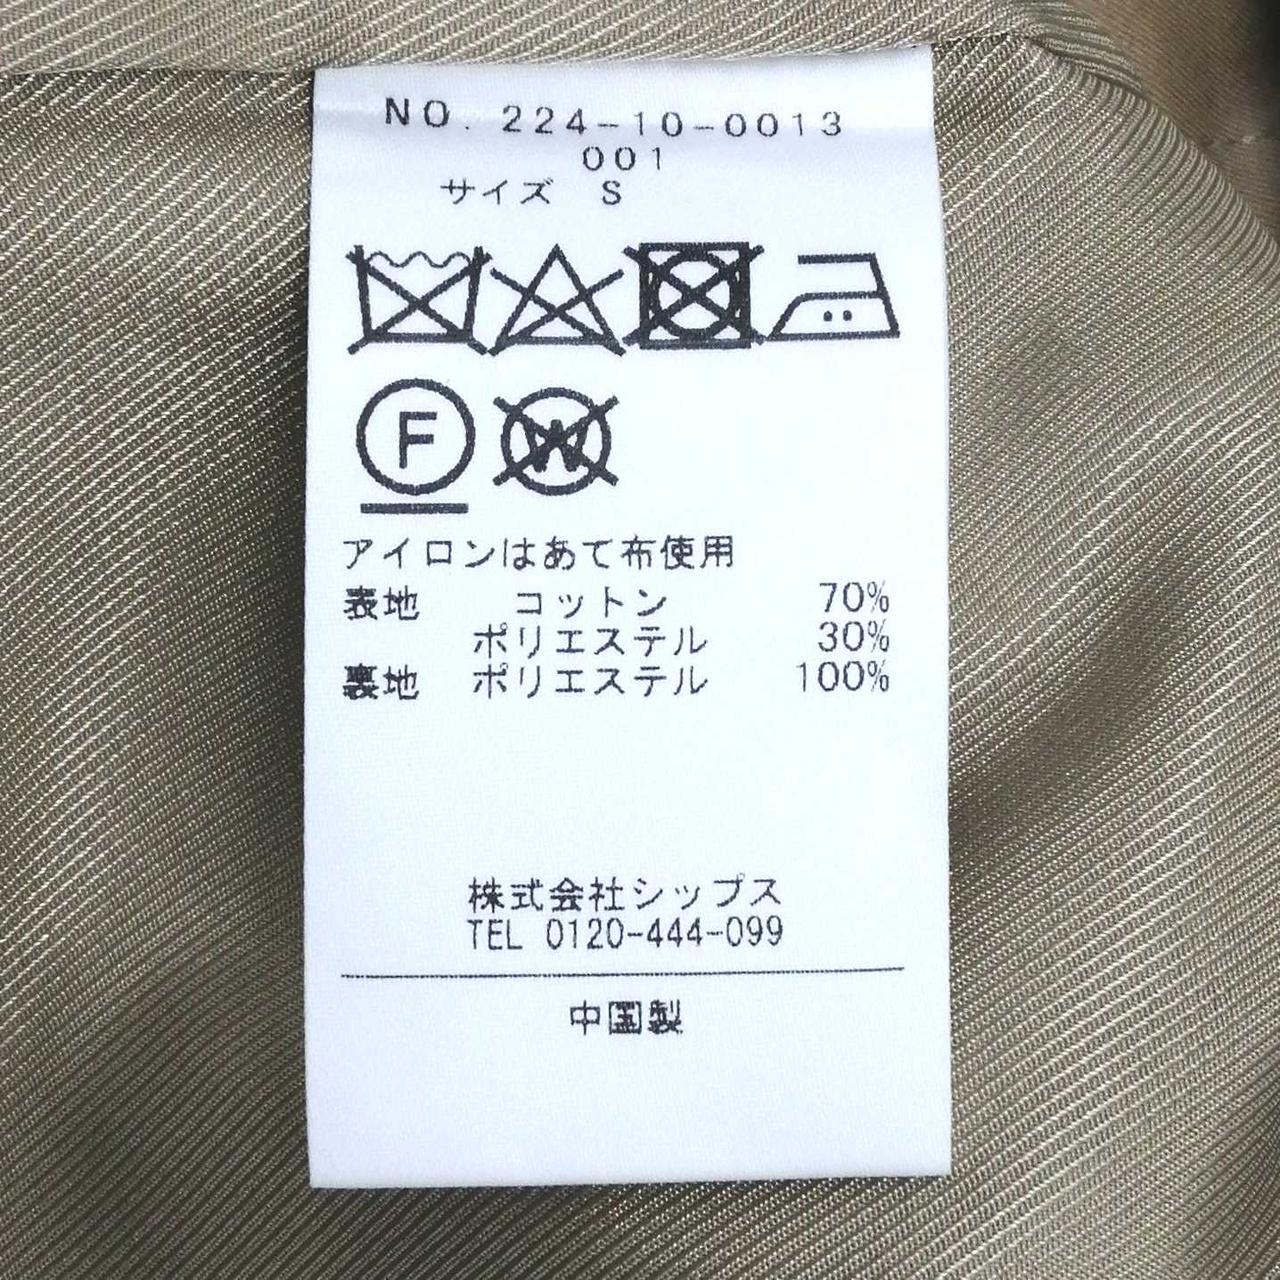 NO. 224-10-0013
001
サイズ S
F
W
アイロンはあて布使用
表地 コットン 70%
ポリエステル 30%
裏地 ポリエステル 100%
株式会社シップス
TEL 0120-444-099
中国製